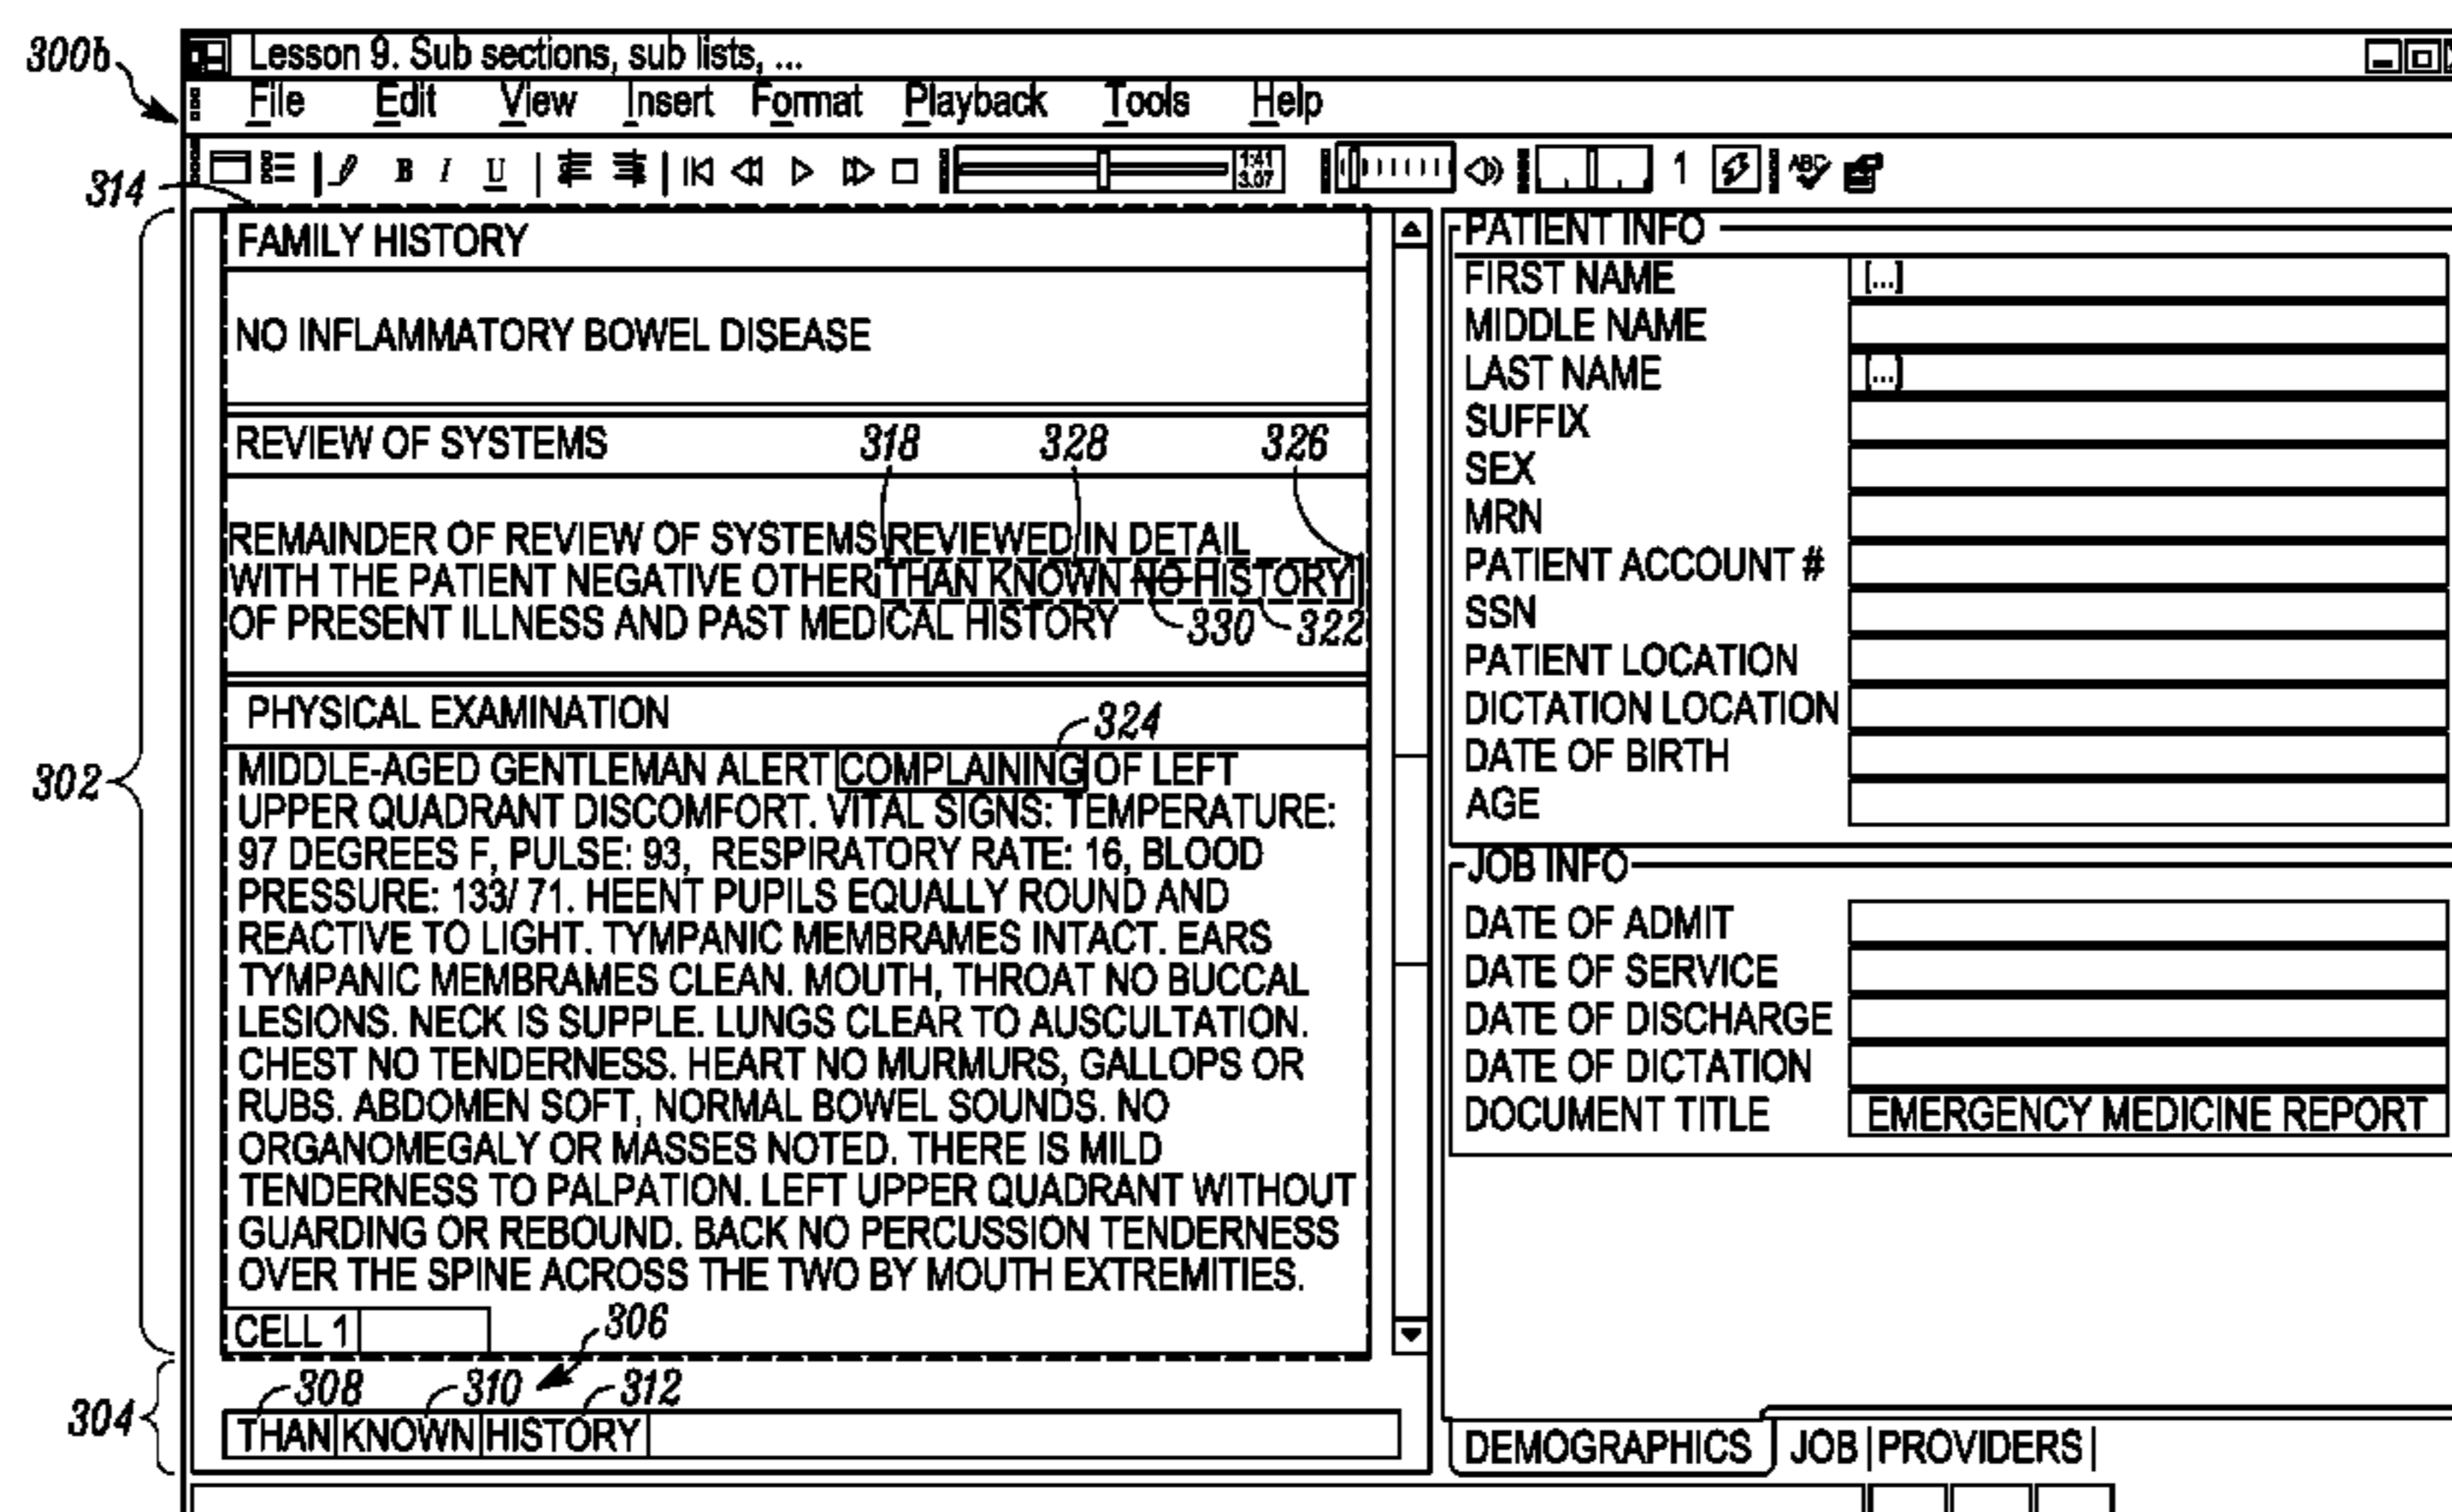 300b
Lesson 9. Sub sections, sub lists, ...
File Edit View Insert Format Playback Tools Help
B I U 1:41 3.07 1 ABC
314
302
FAMILY HISTORY
NO INFLAMMATORY BOWEL DISEASE
REVIEW OF SYSTEMS 318 328 326
REMAINDER OF REVIEW OF SYSTEMS REVIEWED IN DETAIL
WITH THE PATIENT NEGATIVE OTHER THAN KNOWN NO HISTORY
OF PRESENT ILLNESS AND PAST MEDICAL HISTORY 330 322
PHYSICAL EXAMINATION 324
MIDDLE-AGED GENTLEMAN ALERT COMPLAINING OF LEFT
UPPER QUADRANT DISCOMFORT. VITAL SIGNS: TEMPERATURE:
97 DEGREES F, PULSE: 93, RESPIRATORY RATE: 16, BLOOD
PRESSURE: 133/ 71. HEENT PUPILS EQUALLY ROUND AND
REACTIVE TO LIGHT. TYMPANIC MEMBRAMES INTACT. EARS
TYMPANIC MEMBRAMES CLEAN. MOUTH, THROAT NO BUCCAL
LESIONS. NECK IS SUPPLE. LUNGS CLEAR TO AUSCULTATION.
CHEST NO TENDERNESS. HEART NO MURMURS, GALLOPS OR
RUBS. ABDOMEN SOFT, NORMAL BOWEL SOUNDS. NO
ORGANOMEGALY OR MASSES NOTED. THERE IS MILD
TENDERNESS TO PALPATION. LEFT UPPER QUADRANT WITHOUT
GUARDING OR REBOUND. BACK NO PERCUSSION TENDERNESS
OVER THE SPINE ACROSS THE TWO BY MOUTH EXTREMITIES.
CELL 1
306
304
308 310 312
THAN KNOWN HISTORY
PATIENT INFO
FIRST NAME [...]
MIDDLE NAME
LAST NAME [...]
SUFFIX
SEX
MRN
PATIENT ACCOUNT #
SSN
PATIENT LOCATION
DICTATION LOCATION
DATE OF BIRTH
AGE
JOB INFO
DATE OF ADMIT
DATE OF SERVICE
DATE OF DISCHARGE
DATE OF DICTATION
DOCUMENT TITLE EMERGENCY MEDICINE REPORT
DEMOGRAPHICS JOB PROVIDERS